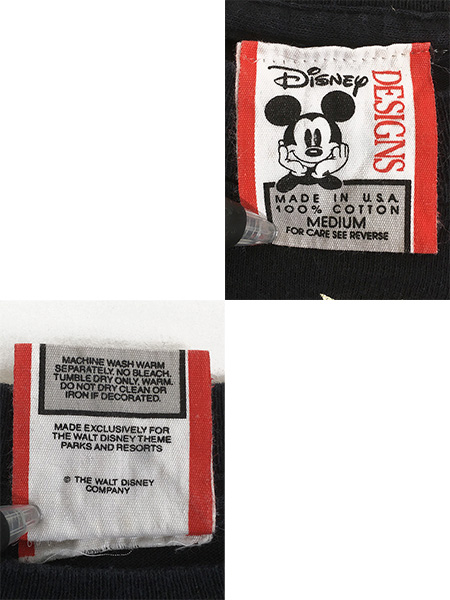 Disney
DESIGNS
MADE IN U.S.A.
100% COTTON
MEDIUM
FOR CARE SEE REVERSE
MACHINE WASH WARM
SEPARATELY. NO BLEACH.
TUMBLE DRY ONLY, WARM.
DO NOT DRY CLEAN OR
IRON IF DECORATED.
MADE EXCLUSIVELY FOR
THE WALT DISNEY THEME
PARKS AND RESORTS
© THE WALT DISNEY
COMPANY